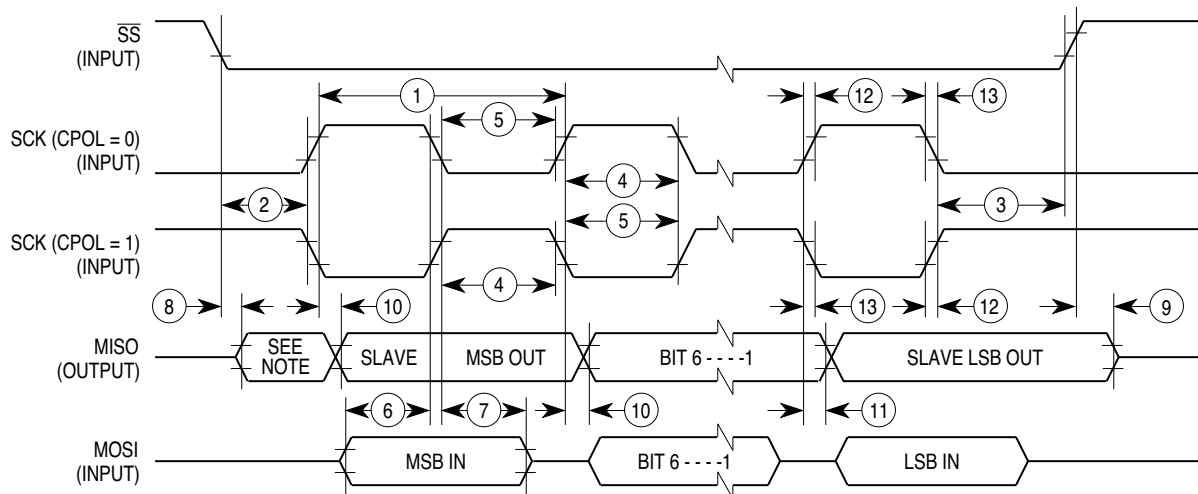 SS
(INPUT)
1
12
13
5
SCK (CPOL = 0)
(INPUT)
4
2
3
5
SCK (CPOL = 1)
(INPUT)
4
8
10
13
12
9
MISO
(OUTPUT)
SEE
NOTE
SLAVE
MSB OUT
BIT 6 - - - -1
SLAVE LSB OUT
6
7
10
11
MOSI
(INPUT)
MSB IN
BIT 6 - - - -1
LSB IN